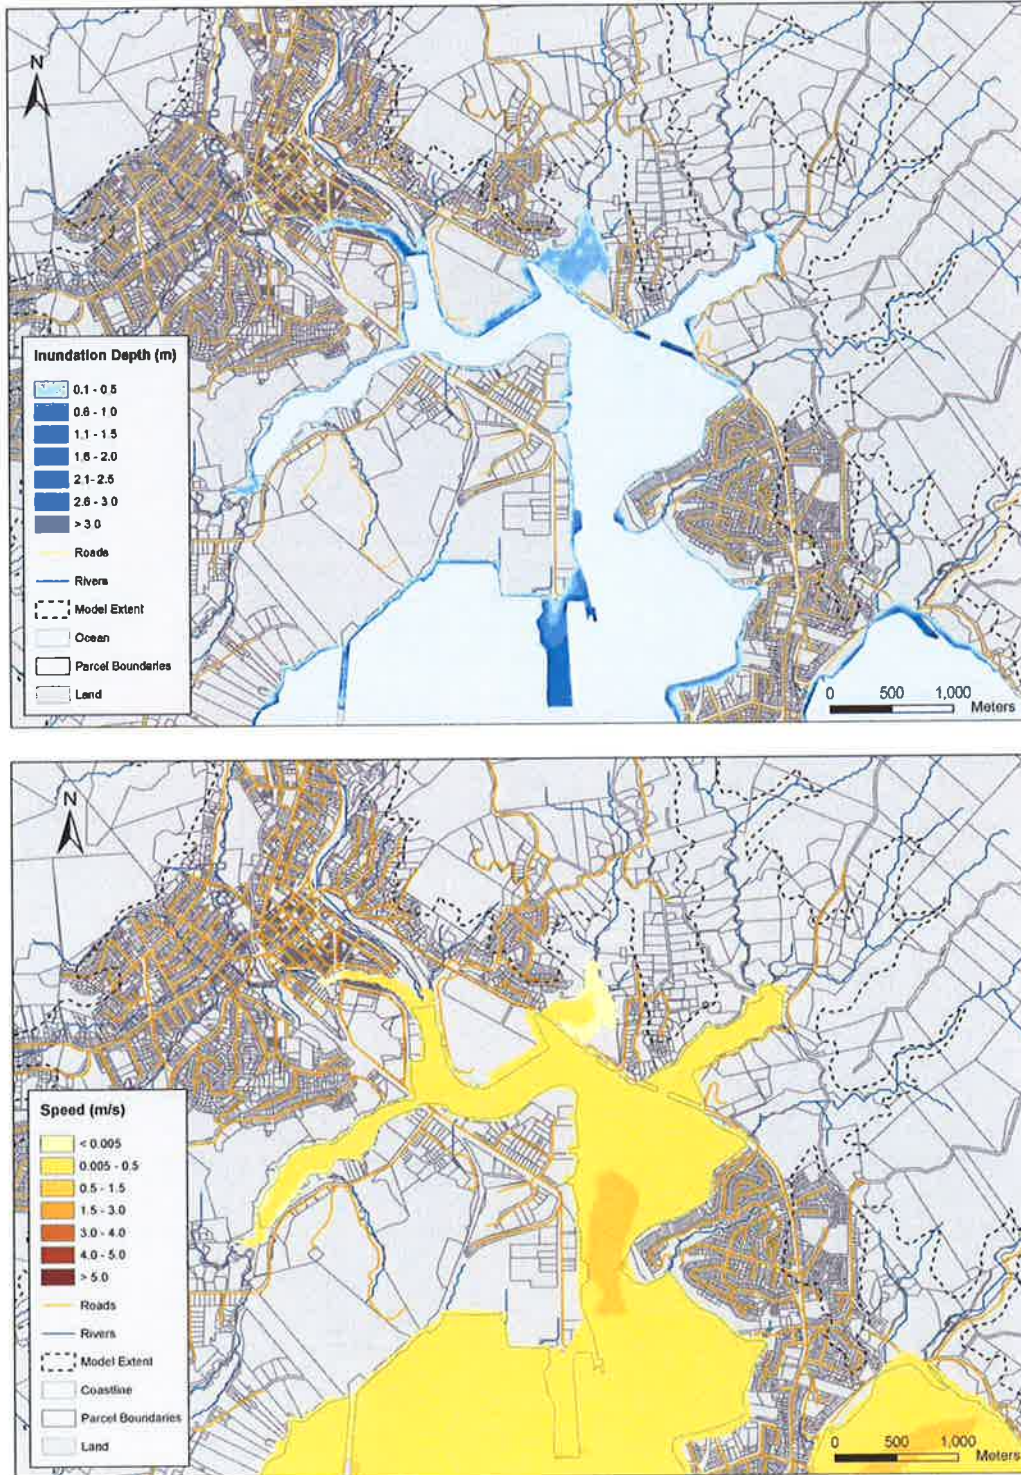 N
Inundation Depth (m)
0.1 - 0.5
0.6 - 1.0
1.1 - 1.5
1.6 - 2.0
2.1 - 2.5
2.6 - 3.0
> 3.0
Roads
Rivers
Model Extent
Ocean
Parcel Boundaries
Land
0 500 1,000
Meters
N
Speed (m/s)
< 0.005
0.005 - 0.5
0.5 - 1.5
1.5 - 3.0
3.0 - 4.0
4.0 - 5.0
> 5.0
Roads
Rivers
Model Extent
Coastline
Parcel Boundaries
Land
0 500 1,000
Meters